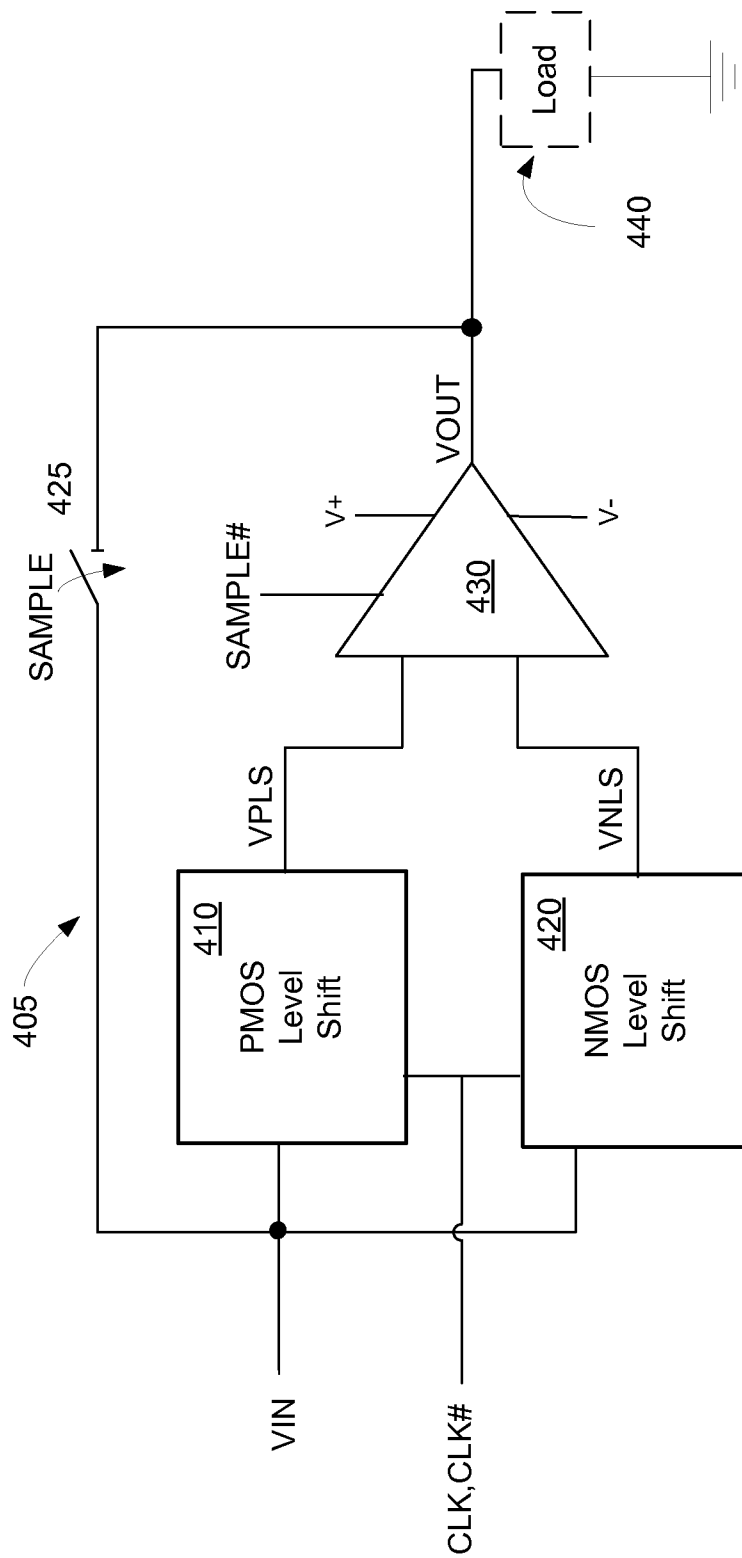 405
SAMPLE
425
SAMPLE#
V+
VOUT
V-
430
VPLS
VNLS
410
PMOS
Level
Shift
420
NMOS
Level
Shift
VIN
CLK,CLK#
Load
440